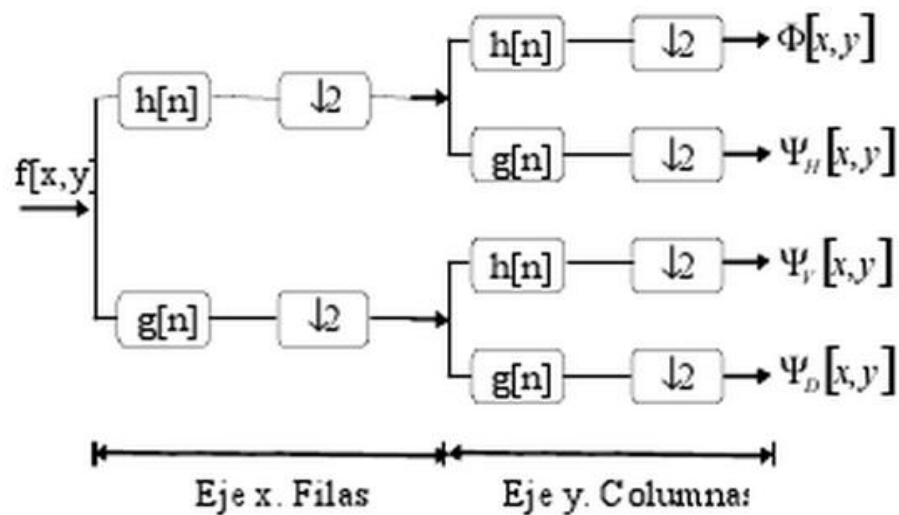 h[n] ↓2 Φ[x,y]
h[n] ↓2
g[n] ↓2 Ψ_H[x,y]
f[x,y]
h[n] ↓2 Ψ_V[x,y]
g[n] ↓2
g[n] ↓2 Ψ_D[x,y]
Eje x. Filas Eje y. Columnas